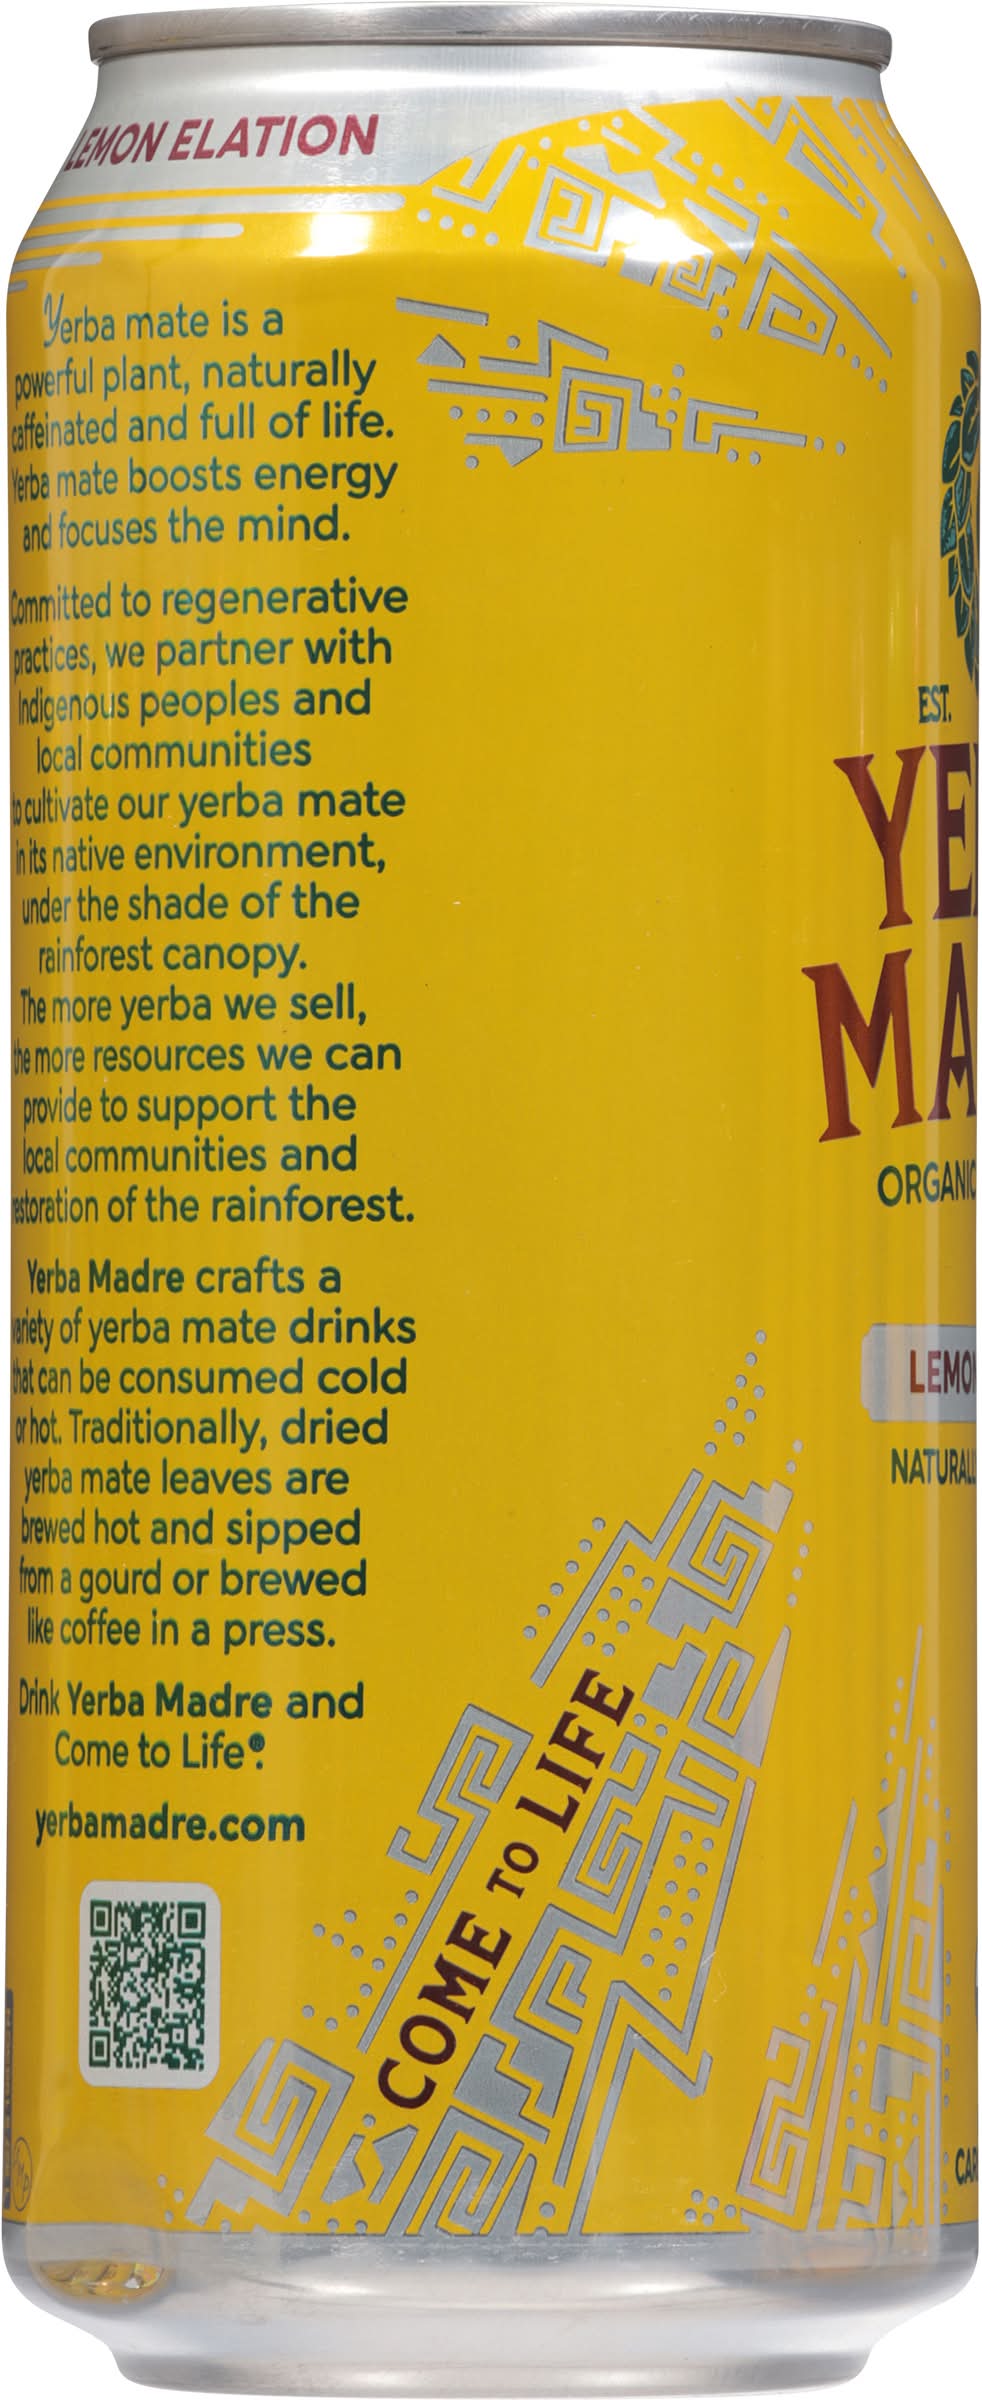 LEMON ELATION
Yerba mate is a
powerful plant, naturally
caffeinated and full of life.
Yerba mate boosts energy
and focuses the mind.
Committed to regenerative
practices, we partner with
Indigenous peoples and
local communities
to cultivate our yerba mate
in its native environment,
under the shade of the
rainforest canopy.
The more yerba we sell,
the more resources we can
provide to support the
local communities and
restoration of the rainforest.
Yerba Madre crafts a
variety of yerba mate drinks
that can be consumed cold
or hot. Traditionally, dried
yerba mate leaves are
brewed hot and sipped
from a gourd or brewed
like coffee in a press.
Drink Yerba Madre and
Come to Life®.
yerbamadre.com
COME TO LIFE
EST.
YE
MA
ORGANIC
LEMON
NATURALL
CAR